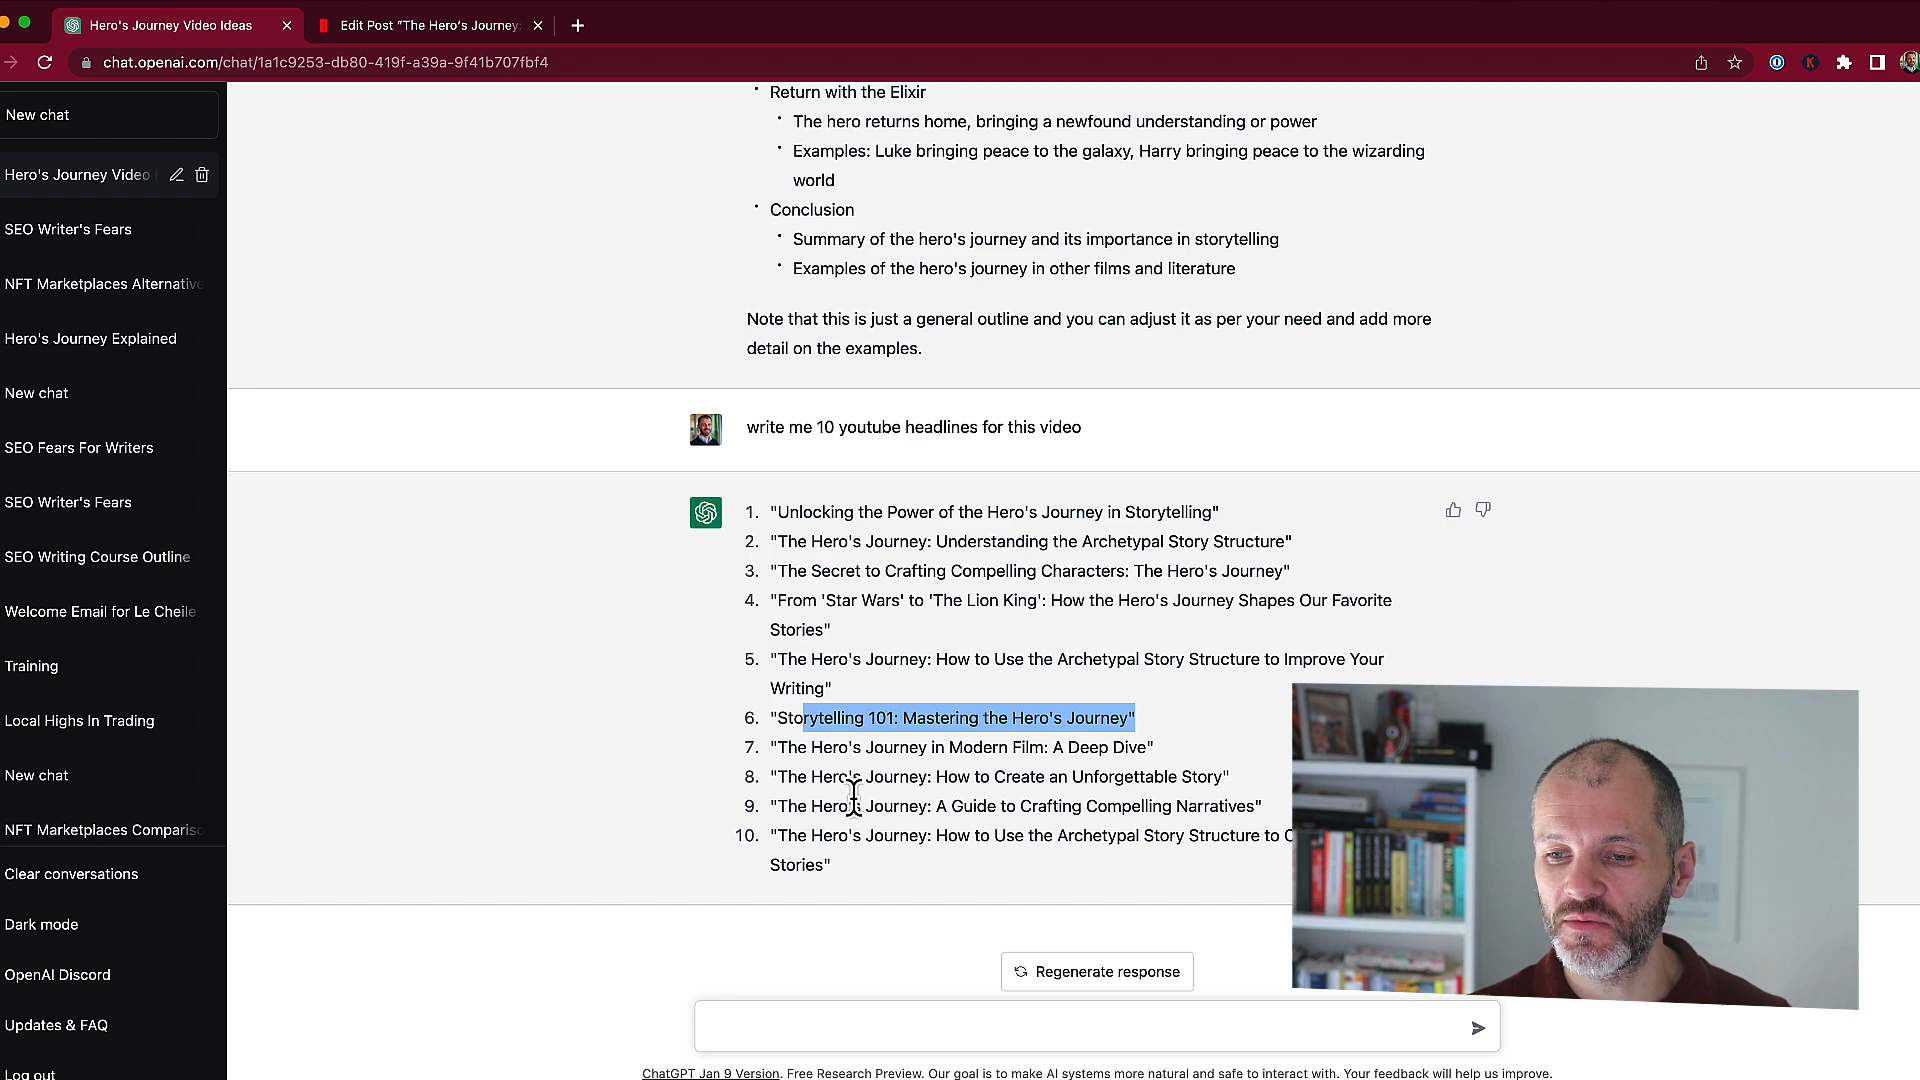 Hero's Journey Video Ideas
Edit Post "The Hero's Journey:
chat.openai.com/chat/1a1c9253-db80-419f-a39a-9f41b707fbf4
New chat
Hero's Journey Video
SEO Writer's Fears
NFT Marketplaces Alternative
Hero's Journey Explained
New chat
SEO Fears For Writers
SEO Writer's Fears
SEO Writing Course Outline
Welcome Email for Le Cheile
Training
Local Highs In Trading
New chat
NFT Marketplaces Compariso
Clear conversations
Dark mode
OpenAI Discord
Updates & FAQ
Log out
• Return with the Elixir
• The hero returns home, bringing a newfound understanding or power
• Examples: Luke bringing peace to the galaxy, Harry bringing peace to the wizarding
world
• Conclusion
• Summary of the hero's journey and its importance in storytelling
• Examples of the hero's journey in other films and literature
Note that this is just a general outline and you can adjust it as per your need and add more
detail on the examples.
write me 10 youtube headlines for this video
1. "Unlocking the Power of the Hero's Journey in Storytelling"
2. "The Hero's Journey: Understanding the Archetypal Story Structure"
3. "The Secret to Crafting Compelling Characters: The Hero's Journey"
4. "From 'Star Wars' to 'The Lion King': How the Hero's Journey Shapes Our Favorite
Stories"
5. "The Hero's Journey: How to Use the Archetypal Story Structure to Improve Your
Writing"
6. "Storytelling 101: Mastering the Hero's Journey"
7. "The Hero's Journey in Modern Film: A Deep Dive"
8. "The Hero's Journey: How to Create an Unforgettable Story"
9. "The Hero's Journey: A Guide to Crafting Compelling Narratives"
10. "The Hero's Journey: How to Use the Archetypal Story Structure to
Stories"
Regenerate response
ChatGPT Jan 9 Version. Free Research Preview. Our goal is to make AI systems more natural and safe to interact with. Your feedback will help us improve.